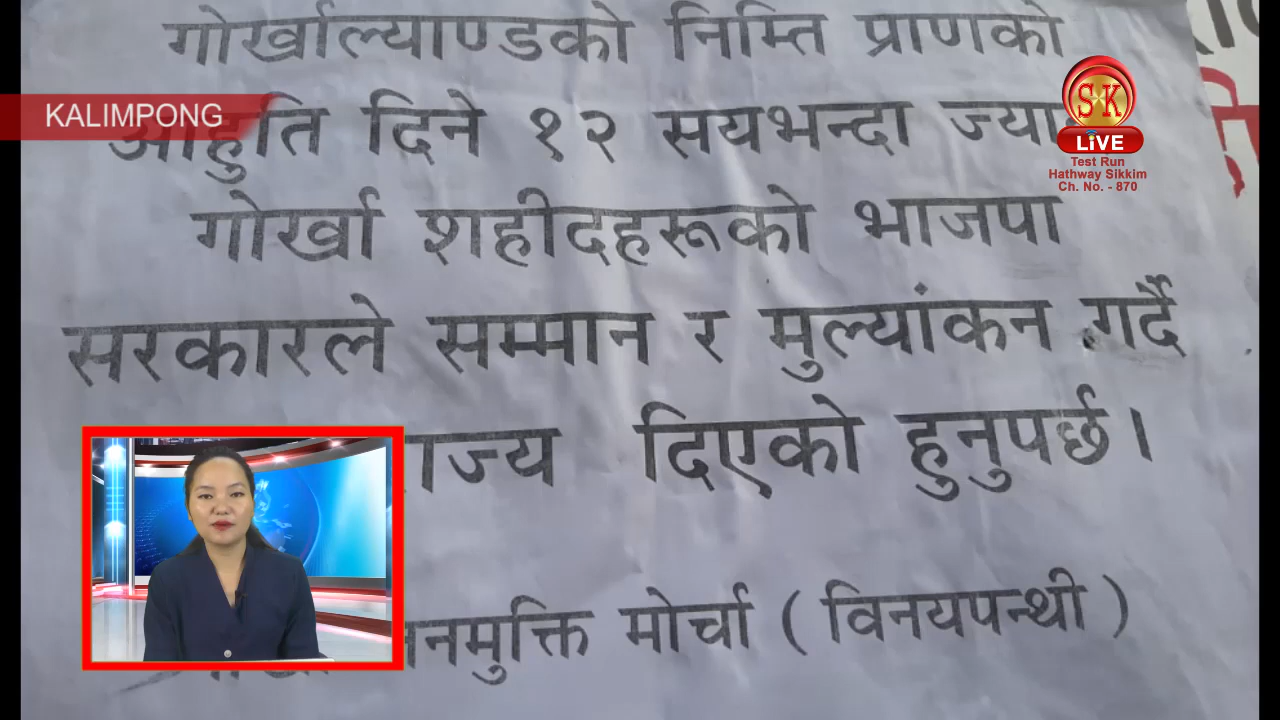 गोर्खाल्याण्डको निम्ति प्राणको
KALIMPONG
आहुति दिने १२ सयभन्दा
SK
LiVE
Test Run
Hathway Sikkim
Ch. No. - 870
गोर्खा शहीदहरूको भाजपा
सरकारले सम्मान र मुल्यांकन गर्दै
दिएको हुनुपर्छ।
मोर्चा ( विनयपन्थी )